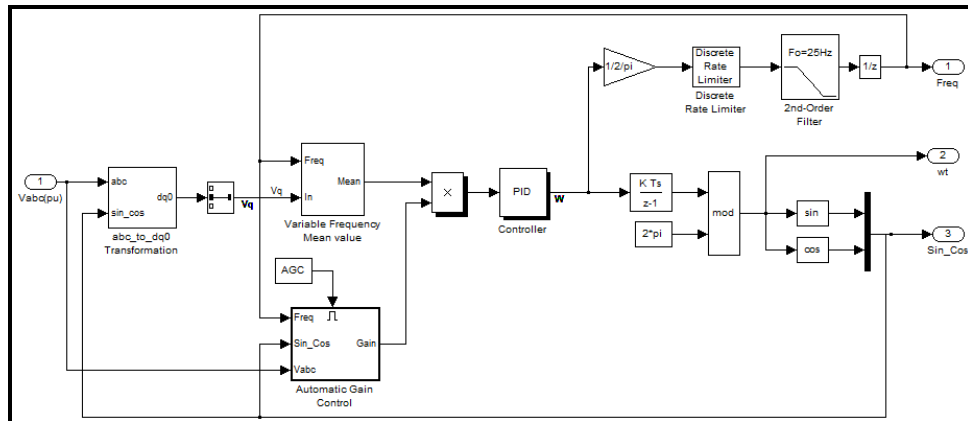 Fo=25Hz
1/2/pi
Discrete
Rate
Limiter
Discrete
Rate Limiter
2nd-Order
Filter
1/z
1
Freq
1
Vabc(pu)
abc
dq0
sin_cos
abc_to_dq0
Transformation
Vq
Vq
Freq
Mean
In
Variable Frequency
Mean value
×
PID
Controller
W
K Ts
z-1
2*pi
mod
2
wt
sin
cos
3
Sin_Cos
AGC
Freq
Sin_Cos
Gain
Vabc
Automatic Gain
Control